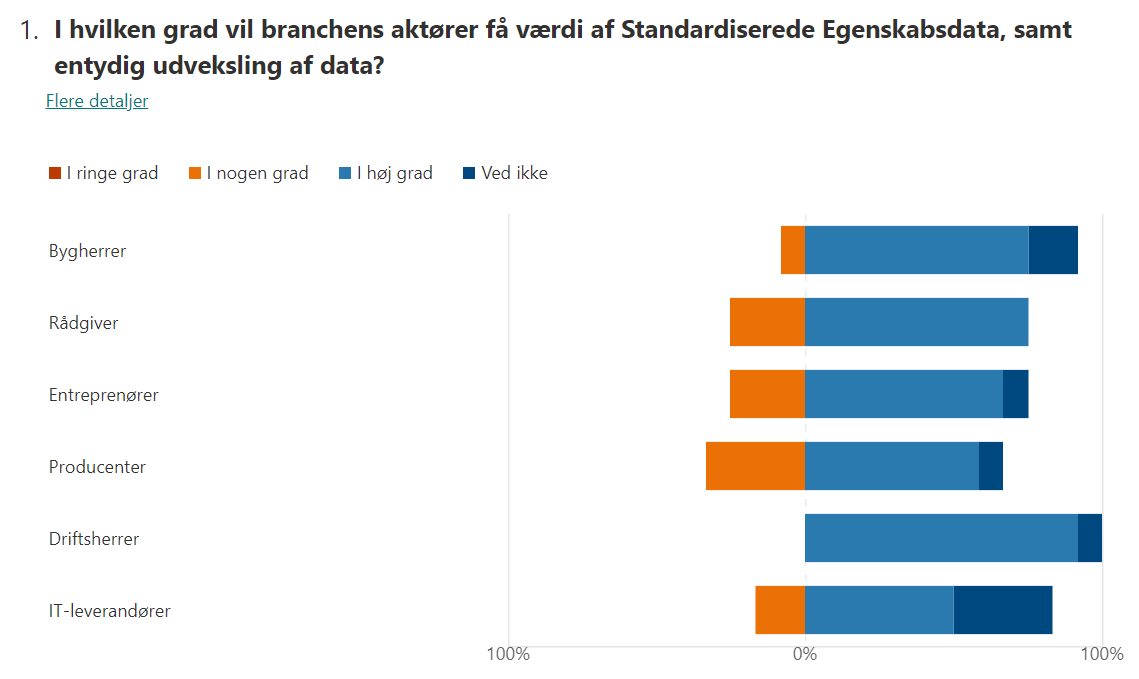 1. I hvilken grad vil branchens aktører få værdi af Standardiserede Egenskabsdata, samt
entydig udveksling af data?
Flere detaljer
I ringe grad I nogen grad I høj grad Ved ikke
Bygherrer
Rådgiver
Entreprenører
Producenter
Driftsherrer
IT-leverandører
100% 0% 100%